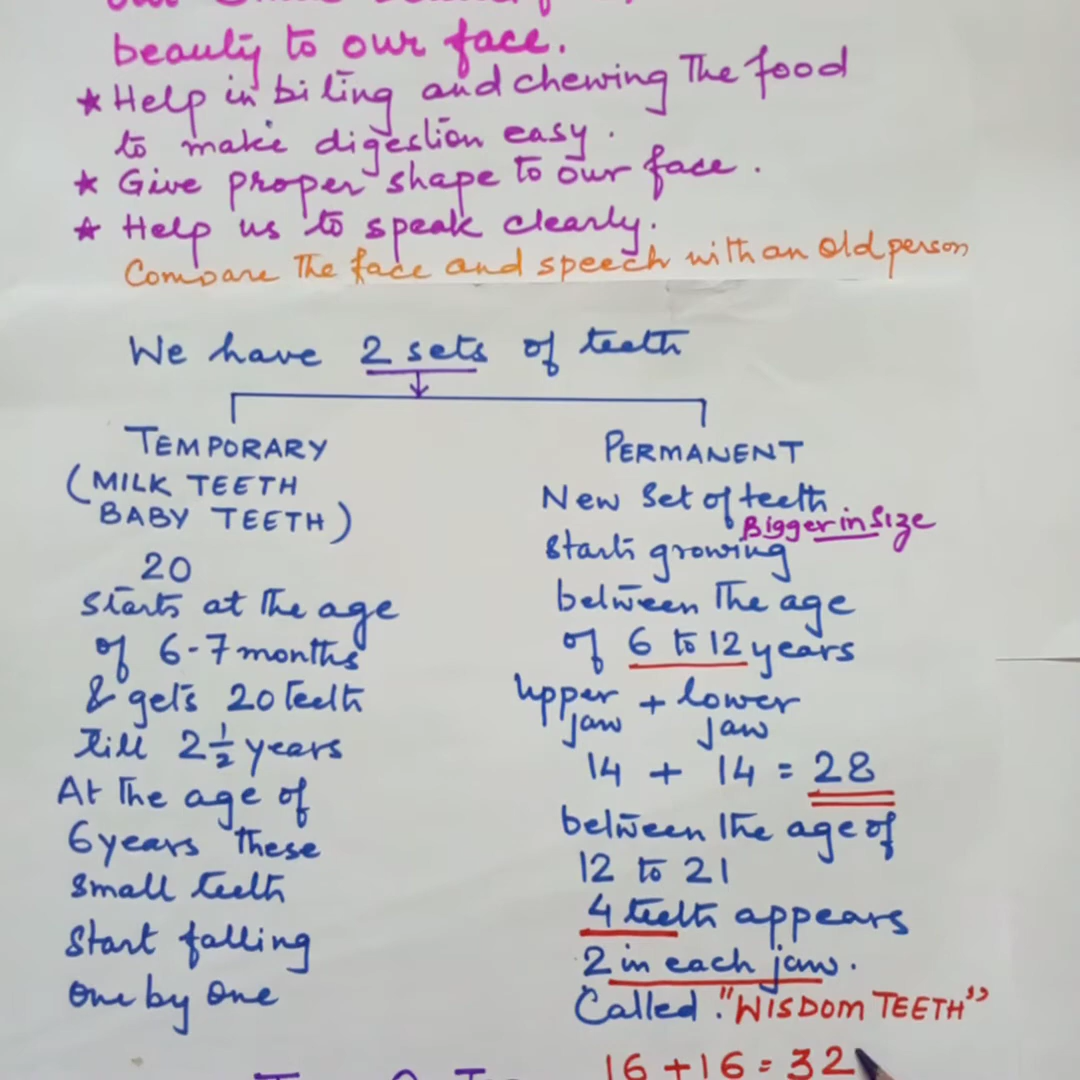 beauty to our face.
★ Help in biting and chewing The food
to make digestion easy.
★ Give proper shape to our face.
★ Help us to speak clearly.
Compare The face and speech with an old person
We have 2 sets of teeth
TEMPORARY
(MILK TEETH
BABY TEETH)
20
Starts at The age
of 6-7 months
& gets 20 teeth
till 2 1/2 years
At The age of
6 years These
Small teeth
Start falling
one by one
PERMANENT
New Set of teeth
Bigger in Size
starts growing
between The age
of 6 to 12 years
upper + lower
jaw jaw
14 + 14 = 28
between The age of
12 to 21
4 teeth appears
2 in each jaw.
Called "WISDOM TEETH"
16 + 16 = 32